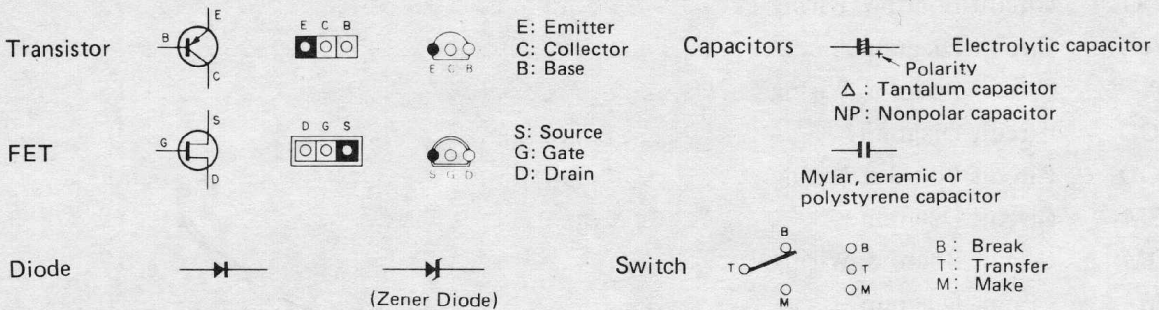 Transistor
E
B
C
E C B
E C B
E: Emitter
C: Collector
B: Base
FET
S
G
D
D G S
S G D
S: Source
G: Gate
D: Drain
Diode
(Zener Diode)
Capacitors
Electrolytic capacitor
+
Polarity
Δ : Tantalum capacitor
NP: Nonpolar capacitor
Mylar, ceramic or
polystyrene capacitor
Switch
B
T
M
B
T
M
B : Break
T : Transfer
M : Make